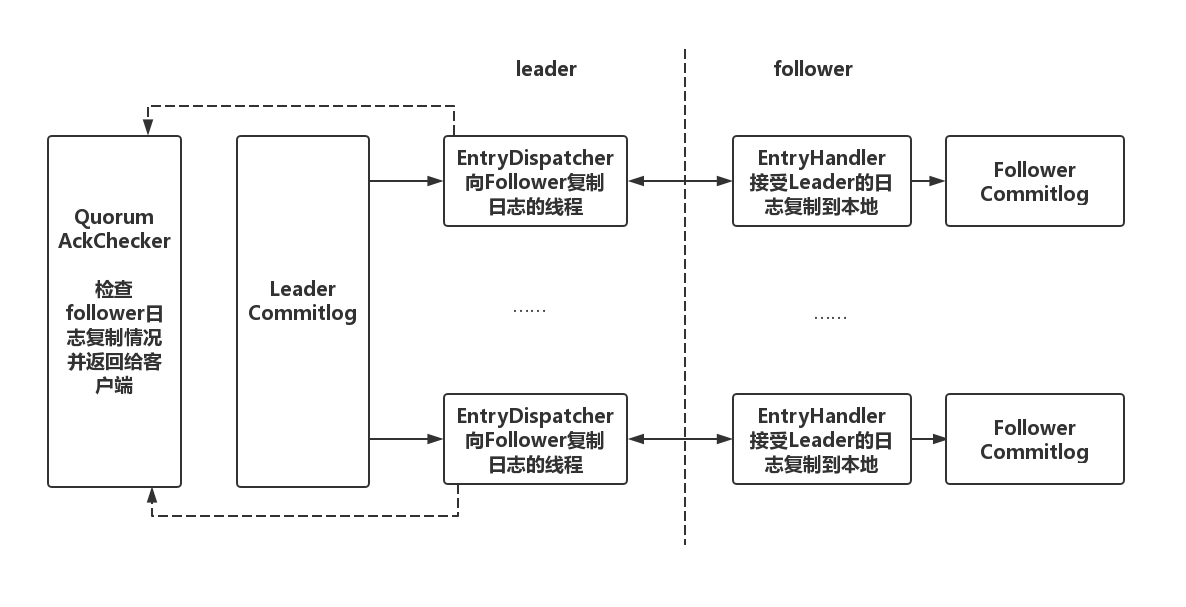 leader
follower
Quorum
AckChecker
检查
follower日
志复制情况
并返回给客
户端
Leader
Commitlog
EntryDispatcher
向Follower复制
日志的线程
EntryHandler
接受Leader的日
志复制到本地
Follower
Commitlog
……
……
EntryDispatcher
向Follower复制
日志的线程
EntryHandler
接受Leader的日
志复制到本地
Follower
Commitlog